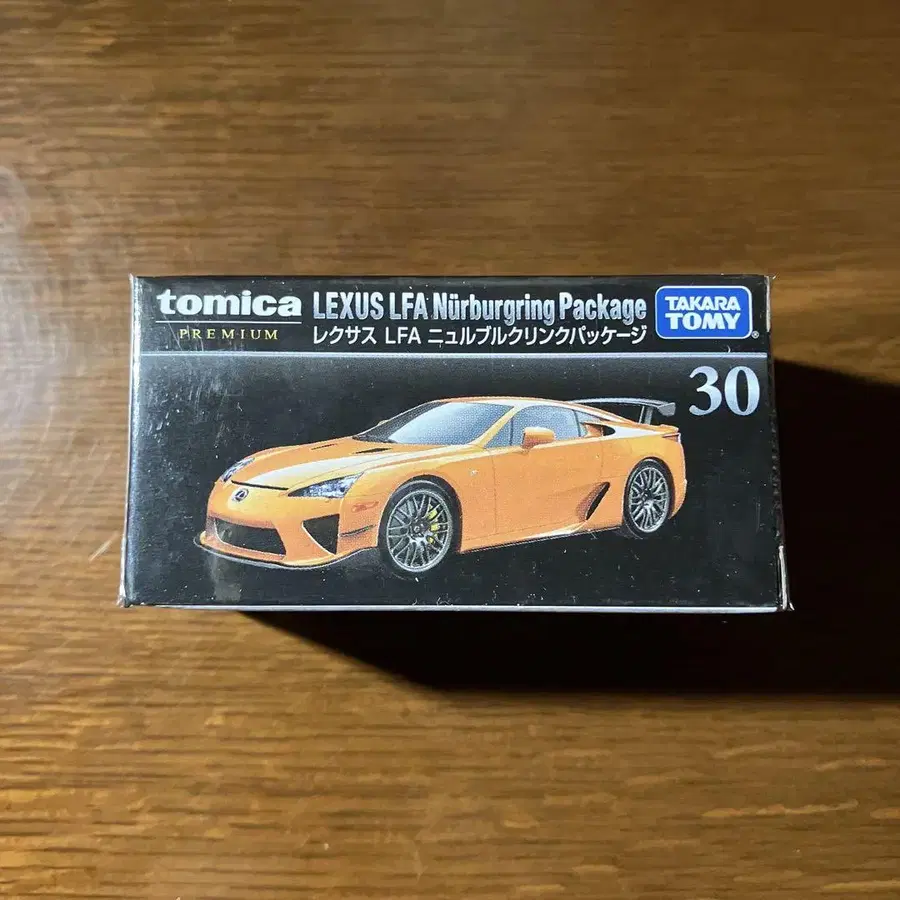 tomica
PREMIUM
LEXUS LFA Nürburgring Package
レクサス LFA ニュルブルクリンクパッケージ
TAKARA
TOMY
®
30